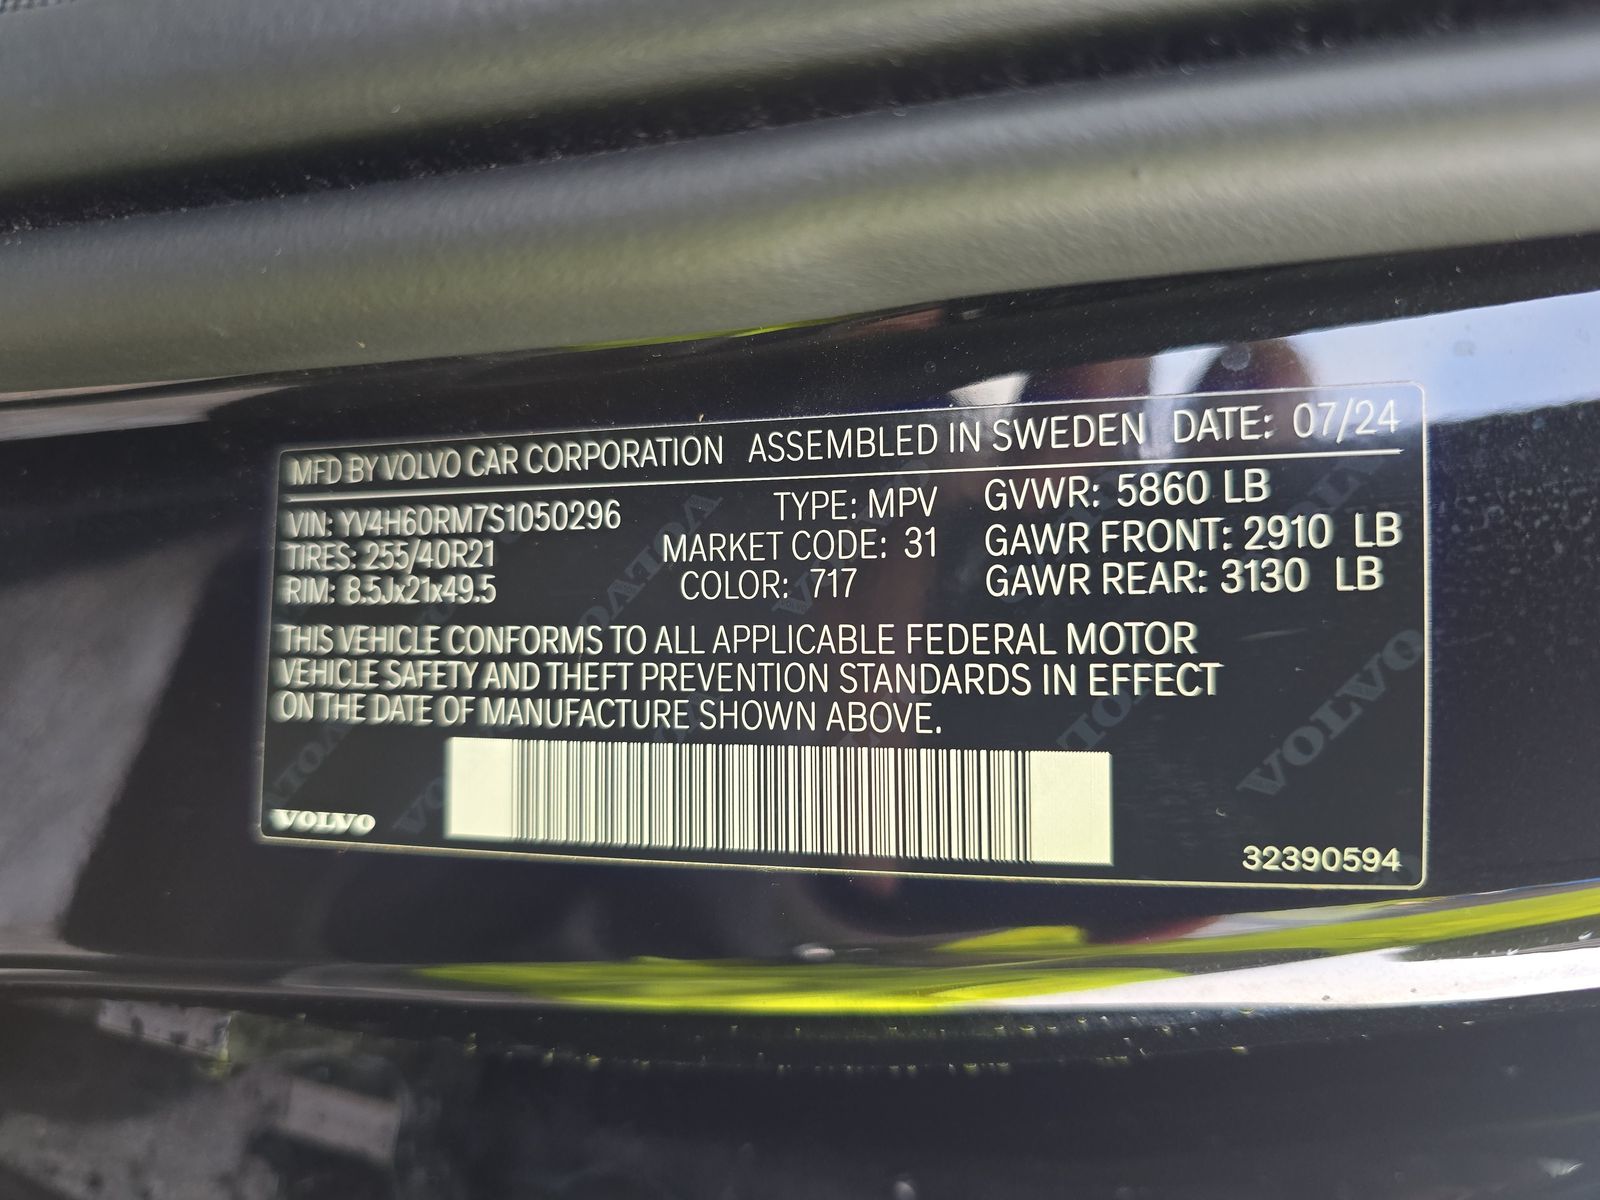 MFD BY VOLVO CAR CORPORATION ASSEMBLED IN SWEDEN DATE: 07/24
VIN: YV4H60RM7S1050296 TYPE: MPV GVWR: 5860 LB
TIRES: 255/40R21 MARKET CODE: 31 GAWR FRONT: 2910 LB
RIM: 8.5Jx21x49.5 COLOR: 717 GAWR REAR: 3130 LB
THIS VEHICLE CONFORMS TO ALL APPLICABLE FEDERAL MOTOR
VEHICLE SAFETY AND THEFT PREVENTION STANDARDS IN EFFECT
ON THE DATE OF MANUFACTURE SHOWN ABOVE.
VOLVO
VOLVO
32390594